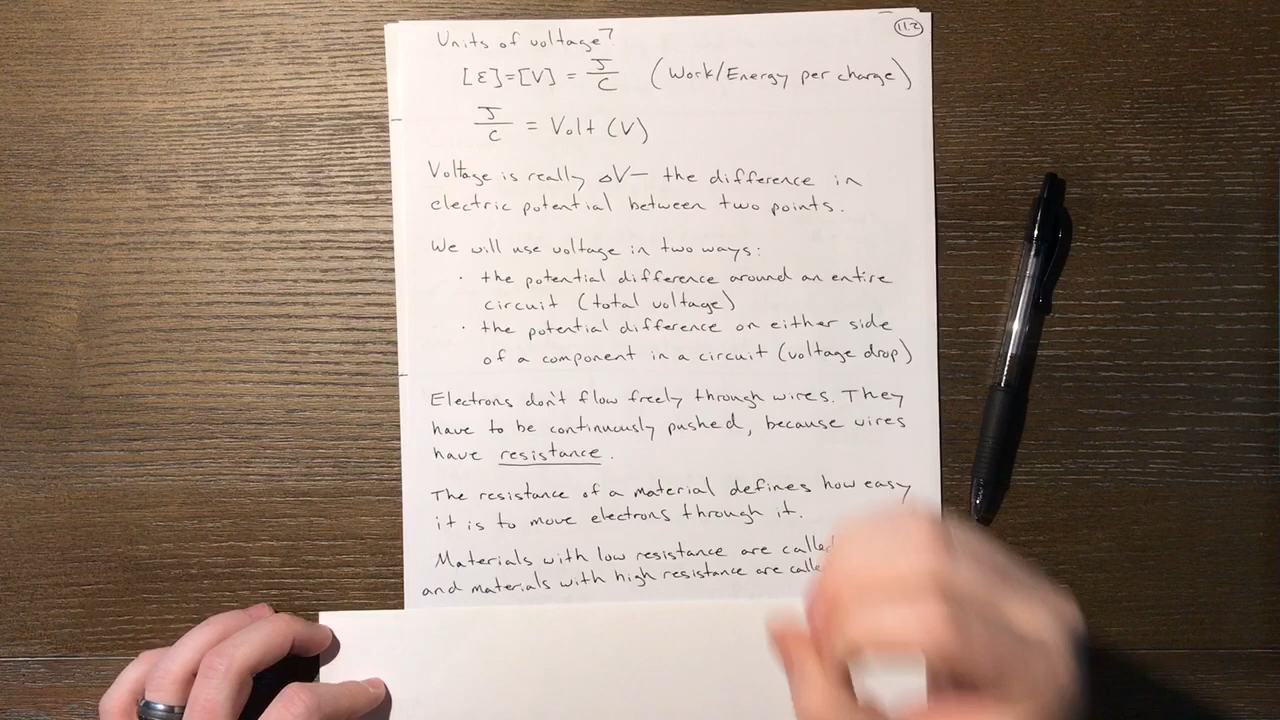 11.2
Units of voltage?
[ε]=[V] = J/C (Work/Energy per charge)
J/C = Volt (V)
Voltage is really ΔV— the difference in
electric potential between two points.
We will use voltage in two ways:
· the potential difference around an entire
circuit (total voltage)
· the potential difference on either side
of a component in a circuit (voltage drop)
Electrons don't flow freely through wires. They
have to be continuously pushed, because wires
have resistance.
The resistance of a material defines how easy
it is to move electrons through it.
Materials with low resistance are called
and materials with high resistance are calle